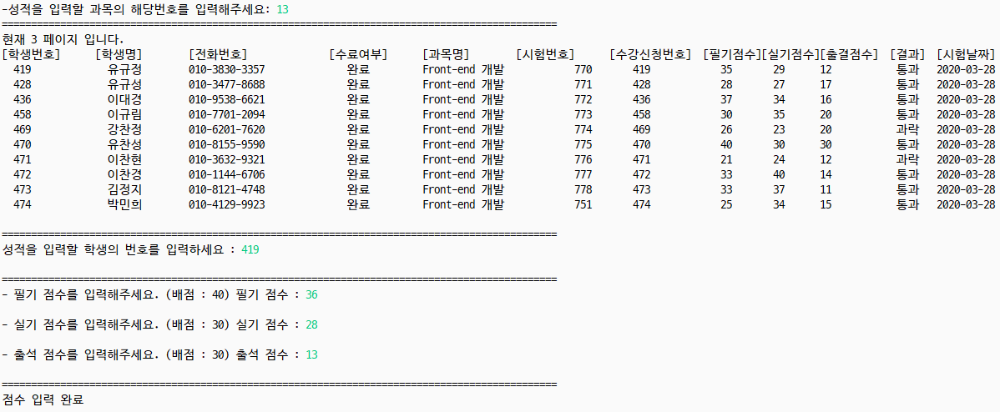 -성적을 입력할 과목의 해당번호를 입력해주세요: 13
===============================================================================================
현재 3 페이지 입니다.
[학생번호] [학생명] [전화번호] [수료여부] [과목명] [시험번호] [수강신청번호] [필기점수][실기점수][출결점수] [결과] [시험날짜]
419 유규정 010-3830-3357 완료 Front-end 개발 770 419 35 29 12 통과 2020-03-28
428 유규성 010-3477-8688 완료 Front-end 개발 771 428 28 27 17 통과 2020-03-28
436 이대경 010-9538-6621 완료 Front-end 개발 772 436 37 34 16 통과 2020-03-28
458 이규림 010-7701-2094 완료 Front-end 개발 773 458 30 35 20 통과 2020-03-28
469 강찬정 010-6201-7620 완료 Front-end 개발 774 469 26 23 20 과락 2020-03-28
470 유찬성 010-8155-9590 완료 Front-end 개발 775 470 40 30 30 통과 2020-03-28
471 이찬현 010-3632-9321 완료 Front-end 개발 776 471 21 24 12 과락 2020-03-28
472 이찬경 010-1144-6706 완료 Front-end 개발 777 472 33 40 14 통과 2020-03-28
473 김정지 010-8121-4748 완료 Front-end 개발 778 473 33 37 11 통과 2020-03-28
474 박민희 010-4129-9923 완료 Front-end 개발 751 474 25 34 15 통과 2020-03-28
===============================================================================================
성적을 입력할 학생의 번호를 입력하세요 : 419
===============================================================================================
- 필기 점수를 입력해주세요. (배점 : 40) 필기 점수 : 36
- 실기 점수를 입력해주세요. (배점 : 30) 실기 점수 : 28
- 출석 점수를 입력해주세요. (배점 : 30) 출석 점수 : 13
===============================================================================================
점수 입력 완료